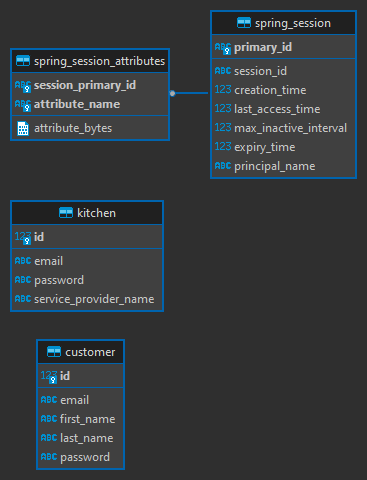 spring_session
ABC primary_id
ABC session_id
123 creation_time
123 last_access_time
123 max_inactive_interval
123 expiry_time
ABC principal_name
spring_session_attributes
ABC session_primary_id
ABC attribute_name
attribute_bytes
kitchen
123 id
ABC email
ABC password
ABC service_provider_name
customer
123 id
ABC email
ABC first_name
ABC last_name
ABC password